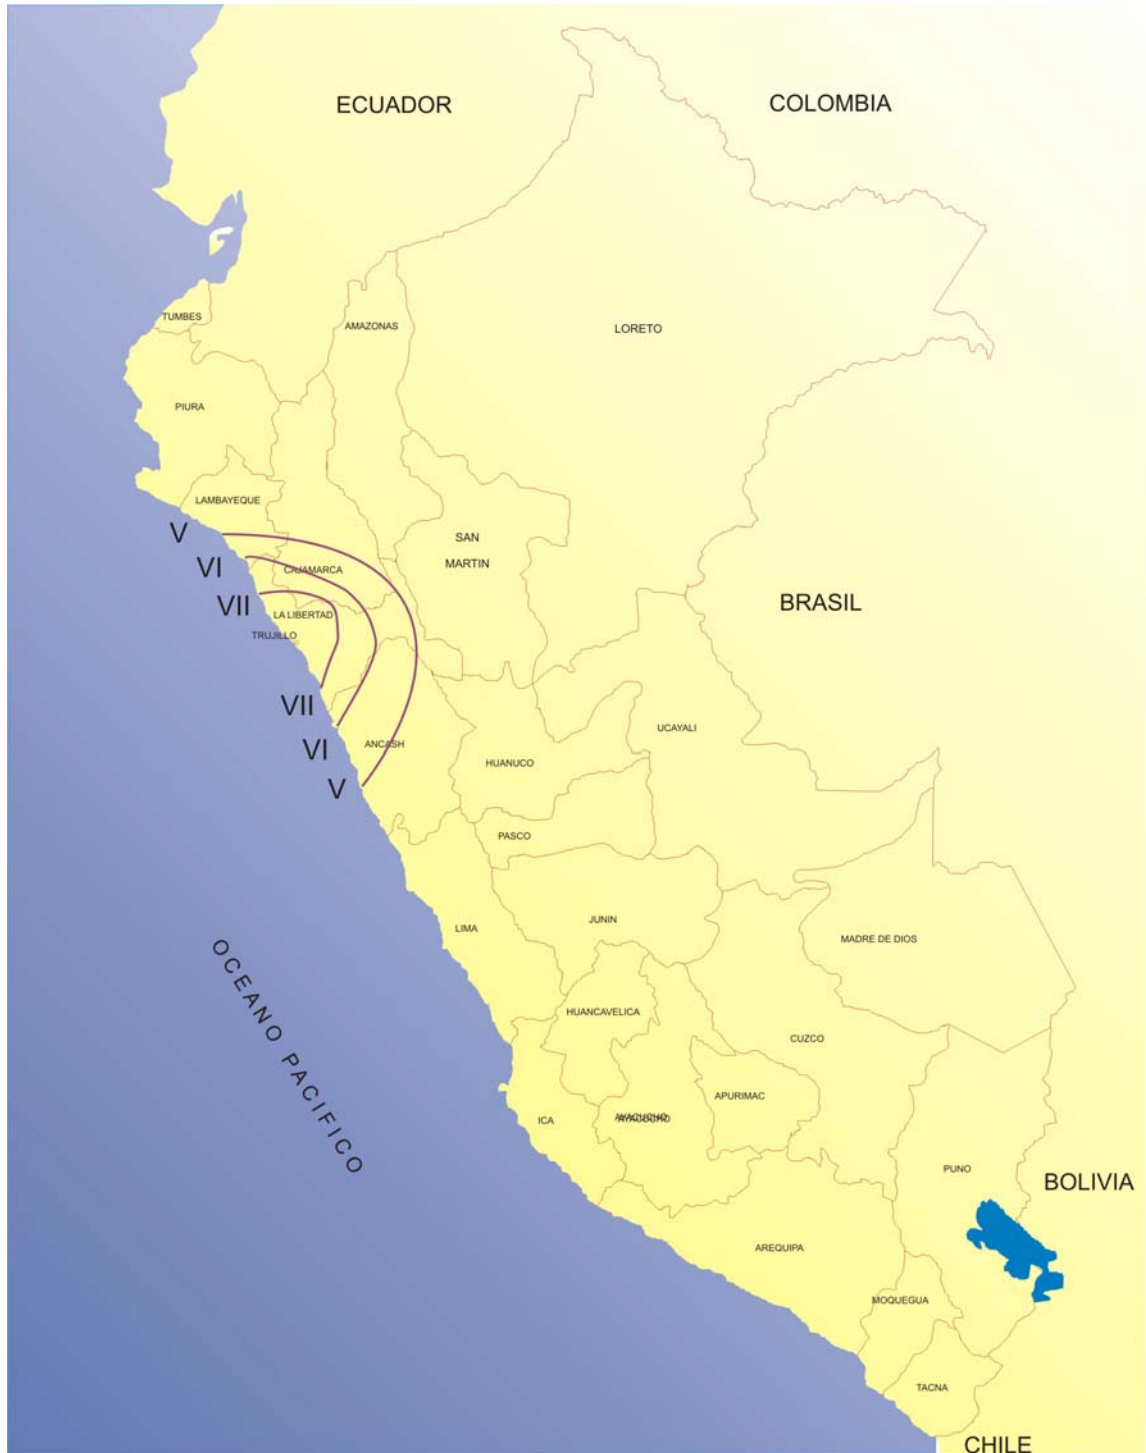 ECUADOR
COLOMBIA
TUMBES
AMAZONAS
LORETO
PIURA
LAMBAYEQUE
V
SAN
MARTIN
VI
CAJAMARCA
VII
BRASIL
LA LIBERTAD
TRUJILLO
VII
UCAYALI
VI
ANCASH
HUANUCO
V
PASCO
LIMA
JUNIN
MADRE DE DIOS
OCEANO PACIFICO
HUANCAVELICA
CUZCO
APURIMAC
ICA
AYACUCHO
AYACUCHO
PUNO
BOLIVIA
AREQUIPA
MOQUEGUA
TACNA
CHILE